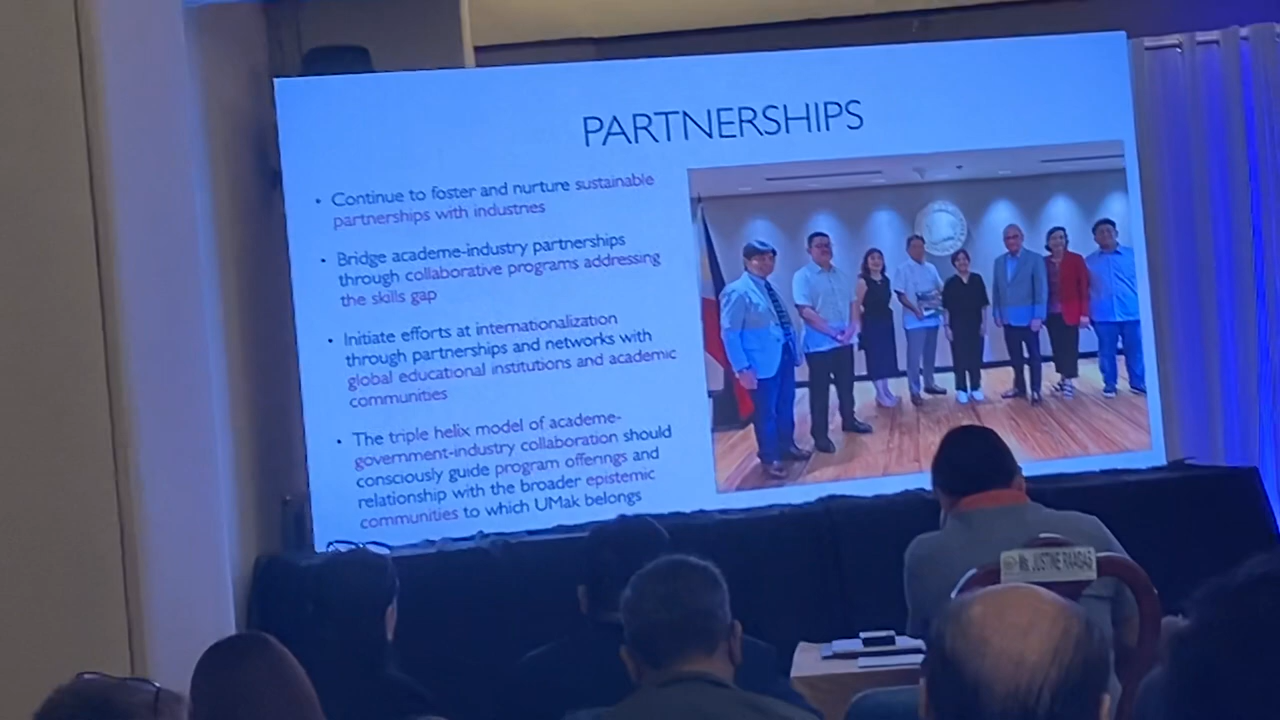 PARTNERSHIPS
• Continue to foster and nurture sustainable
partnerships with industries
• Bridge academe-industry partnerships
through collaborative programs addressing
the skills gap
• Initiate efforts at internationalization
through partnerships and networks with
global educational institutions and academic
communities
• The triple helix model of academe-
government-industry collaboration should
consciously guide program offerings and
relationship with the broader epistemic
communities to which UMak belongs
Ms. JUSTINE RAAGAS